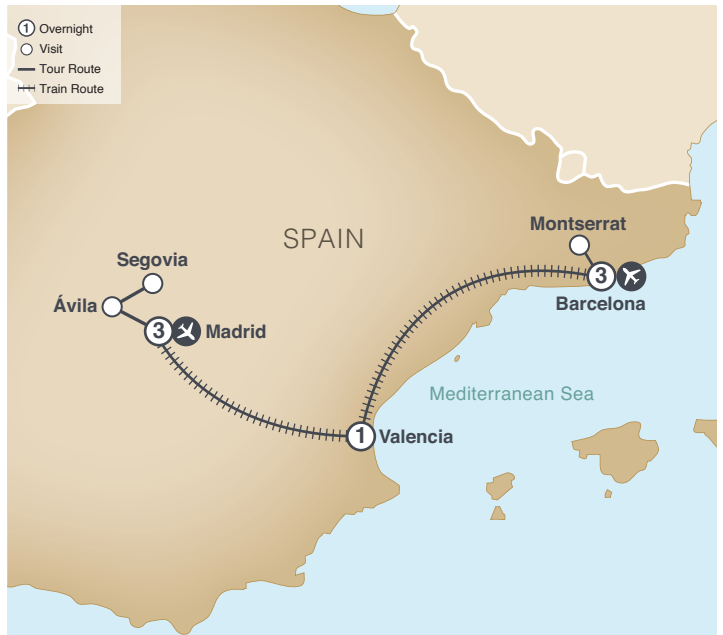 1 Overnight
Visit
Tour Route
Train Route
SPAIN
Montserrat
Segovia
3
Barcelona
Ávila
3 Madrid
Mediterranean Sea
1 Valencia